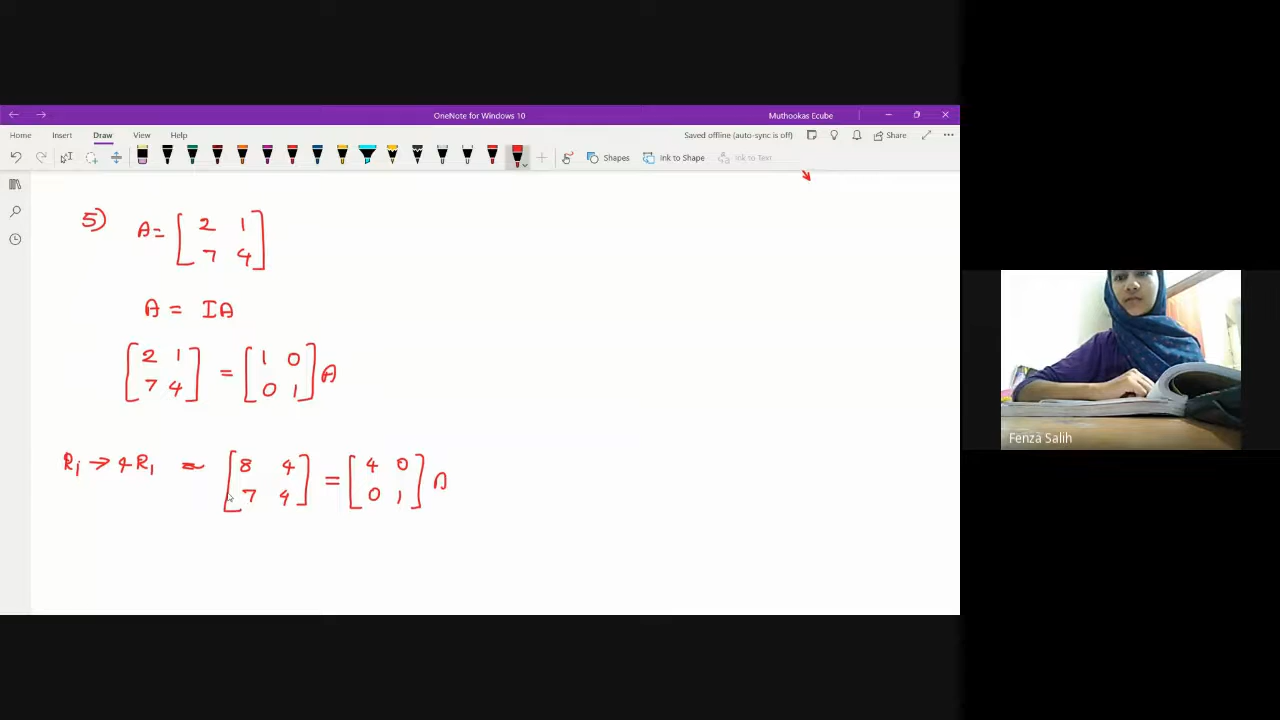 OneNote for Windows 10
Muthookas Ecube
Home Insert Draw View Help
Saved offline (auto-sync is off)
Share
Shapes
Ink to Shape
Ink to Text
5) A = [ 2 1
7 4 ]
A = IA
[ 2 1
7 4 ] = [ 1 0
0 1 ] A
R₁ → 4R₁ ~ [ 8 4
7 4 ] = [ 4 0
0 1 ] A
Fenza Salih